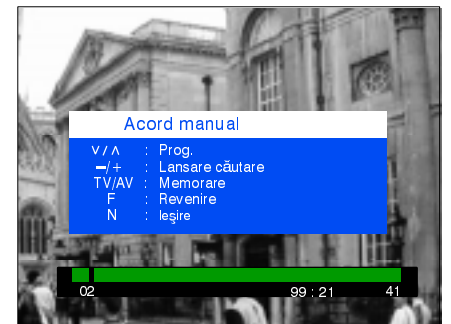 Acord manual
∨/∧ : Prog.
−/+ : Lansare căutare
TV/AV : Memorare
F : Revenire
N : Ieşire
02 99 : 21 41